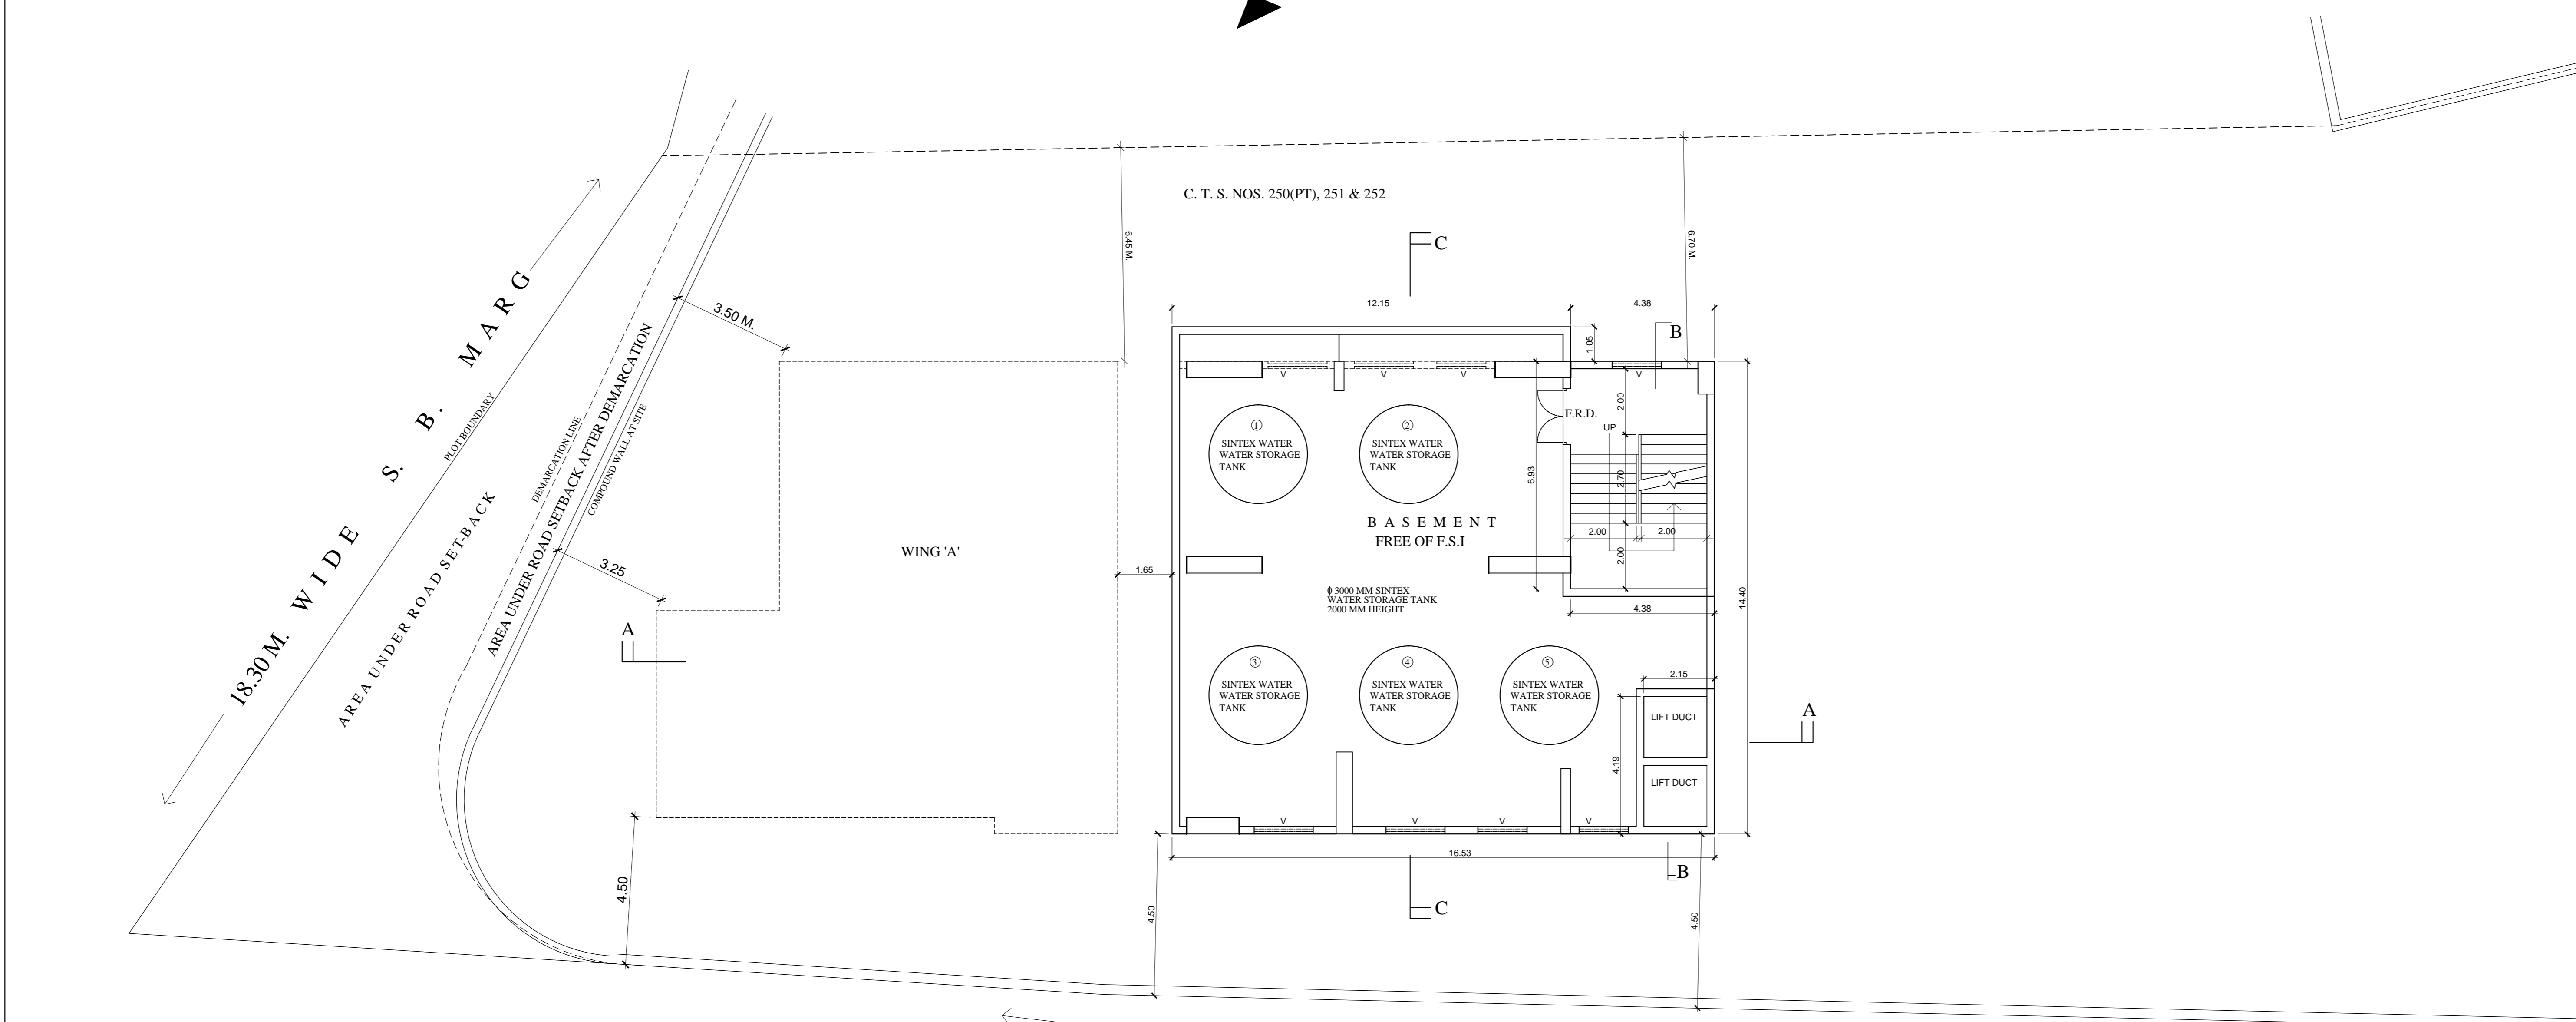 C. T. S. NOS. 250(PT), 251 & 252
6.45 M.
6.70 M.
C
12.15
4.38
B
1.05
3.50 M.
18.30 M. WIDE S. B. MARG
PLOT BOUNDARY
AREA UNDER ROAD SET-BACK
DEMARCATION LINE
AREA UNDER ROAD SETBACK AFTER DEMARCATION
COMPOUND WALL AT SITE
3.25
WING 'A'
A
4.50
1.65
V
V
V
V
F.R.D.
UP
2.00
2.70
2.00
2.00
2.00
6.93
①
SINTEX WATER
WATER STORAGE
TANK
②
SINTEX WATER
WATER STORAGE
TANK
BASEMENT
FREE OF F.S.I
ϕ 3000 MM SINTEX
WATER STORAGE TANK
2000 MM HEIGHT
4.38
14.40
③
SINTEX WATER
WATER STORAGE
TANK
④
SINTEX WATER
WATER STORAGE
TANK
⑤
SINTEX WATER
WATER STORAGE
TANK
2.15
LIFT DUCT
LIFT DUCT
4.19
A
V
V
V
V
16.53
B
C
4.50
4.50